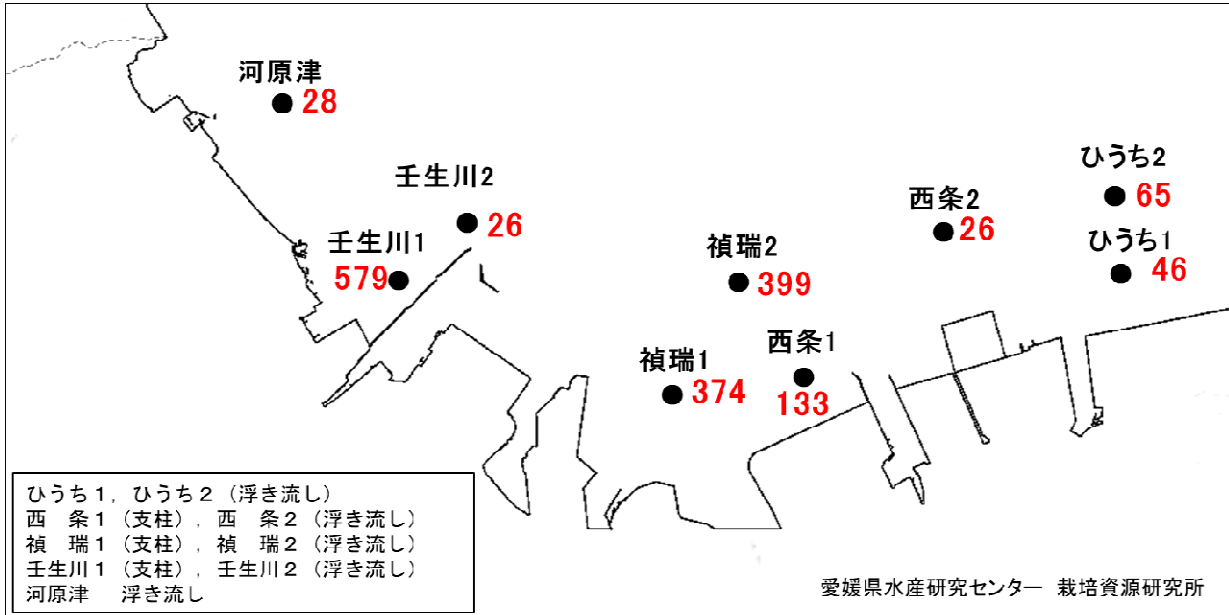 河原津
28
壬生川2
26
壬生川1
579
禎瑞2
399
禎瑞1
374
西条1
133
西条2
26
ひうち2
65
ひうち1
46
ひうち1，ひうち2（浮き流し）
西　条1（支柱），西　条2（浮き流し）
禎　瑞1（支柱），禎　瑞2（浮き流し）
壬生川1（支柱），壬生川2（浮き流し）
河原津　浮き流し
愛媛県水産研究センター　栽培資源研究所